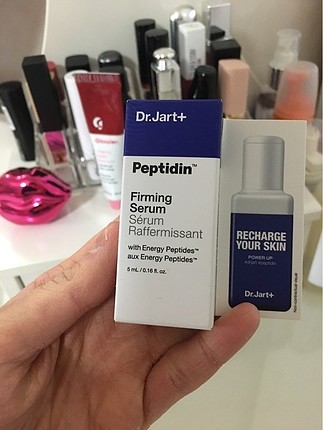 Dr.Jart+
Peptidin™
Firming
Serum
Sérum
Raffermissant
with Energy Peptides™
aux Energy Peptides™
5 mL / 0.16 fl. oz.
RECHARGE
YOUR SKIN
POWER UP
Dr.Jart+
G